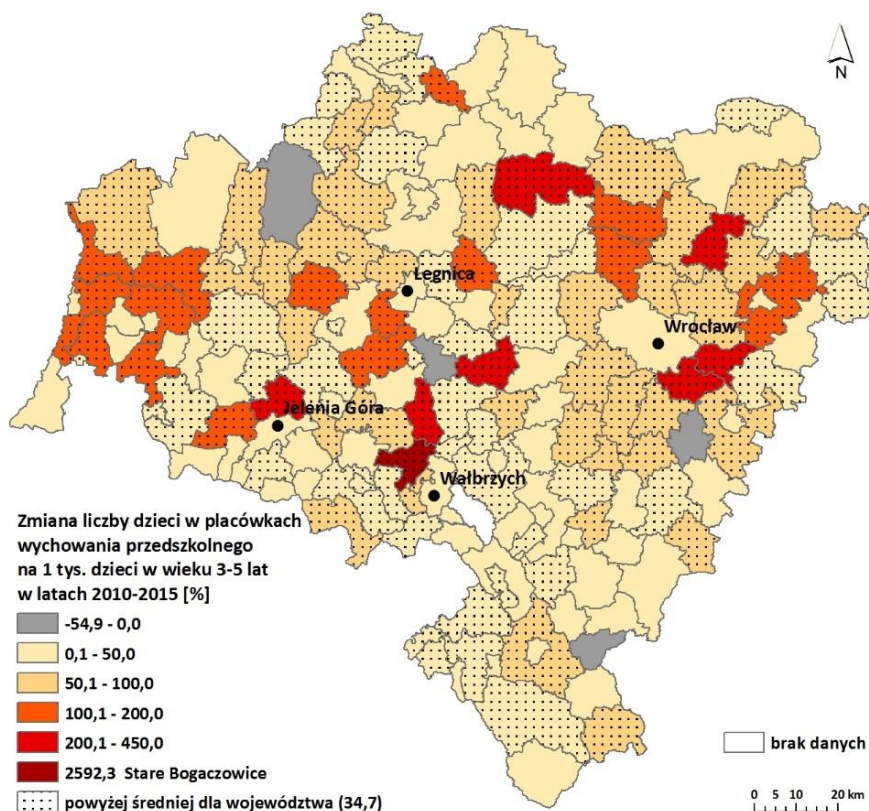 N
Legnica
Wrocław
Jelenia Góra
Wałbrzych
Zmiana liczby dzieci w placówkach
wychowania przedszkolnego
na 1 tys. dzieci w wieku 3-5 lat
w latach 2010-2015 [%]
-54,9 - 0,0
0,1 - 50,0
50,1 - 100,0
100,1 - 200,0
200,1 - 450,0
2592,3 Stare Bogaczowice
powyżej średniej dla województwa (34,7)
brak danych
0 5 10 20 km